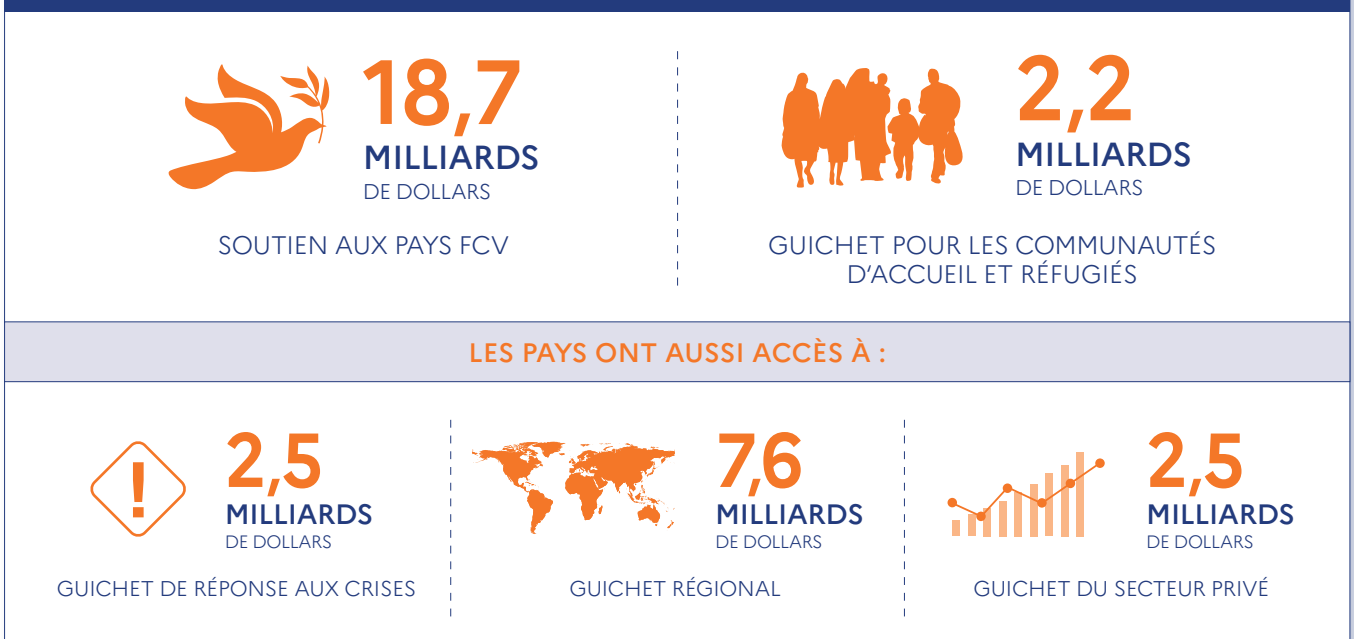 18,7
MILLIARDS
DE DOLLARS
SOUTIEN AUX PAYS FCV
2,2
MILLIARDS
DE DOLLARS
GUICHET POUR LES COMMUNAUTÉS
D'ACCUEIL ET RÉFUGIÉS
LES PAYS ONT AUSSI ACCÈS À :
!
2,5
MILLIARDS
DE DOLLARS
GUICHET DE RÉPONSE AUX CRISES
7,6
MILLIARDS
DE DOLLARS
GUICHET RÉGIONAL
2,5
MILLIARDS
DE DOLLARS
GUICHET DU SECTEUR PRIVÉ